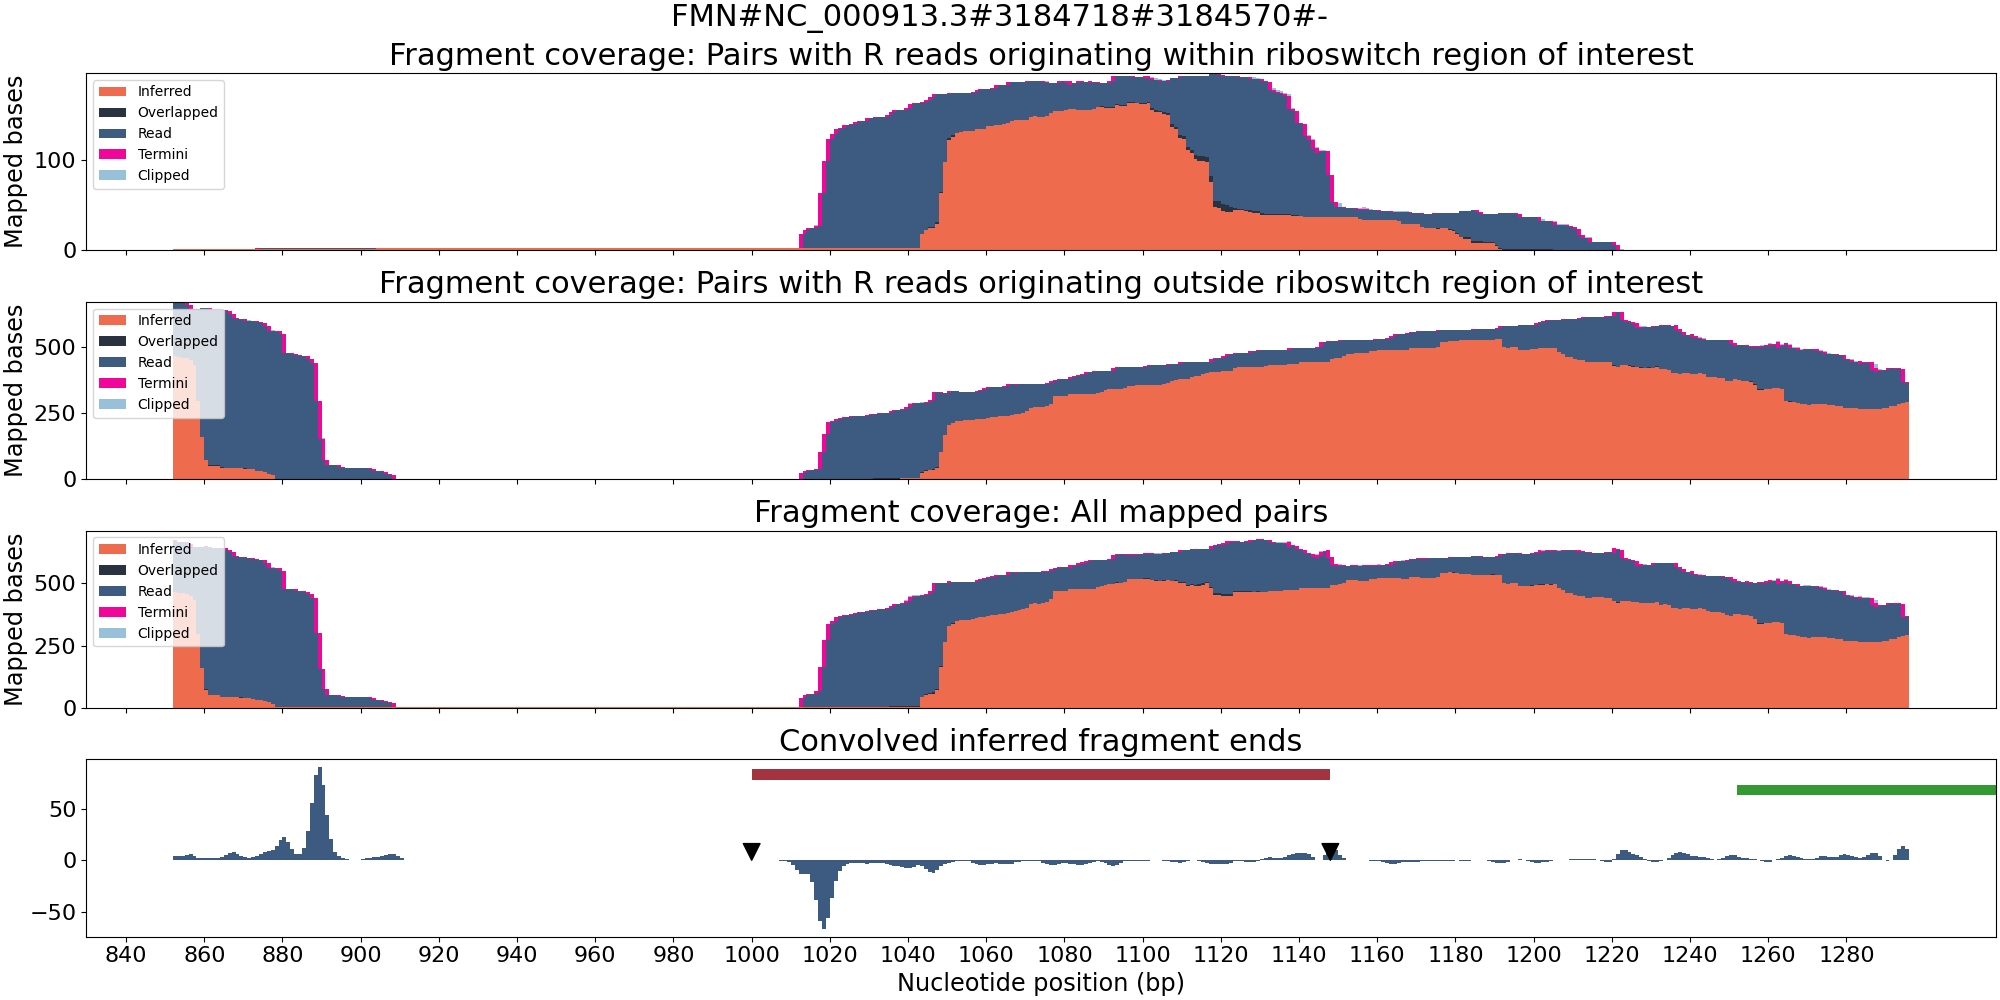 FMN#NC_000913.3#3184718#3184570#-
Fragment coverage: Pairs with R reads originating within riboswitch region of interest
Mapped bases
100
0
Inferred
Overlapped
Read
Termini
Clipped
Fragment coverage: Pairs with R reads originating outside riboswitch region of interest
Mapped bases
500
250
0
Inferred
Overlapped
Read
Termini
Clipped
Fragment coverage: All mapped pairs
Mapped bases
500
250
0
Inferred
Overlapped
Read
Termini
Clipped
Convolved inferred fragment ends
50
0
−50
840 860 880 900 920 940 960 980 1000 1020 1040 1060 1080 1100 1120 1140 1160 1180 1200 1220 1240 1260 1280
Nucleotide position (bp)